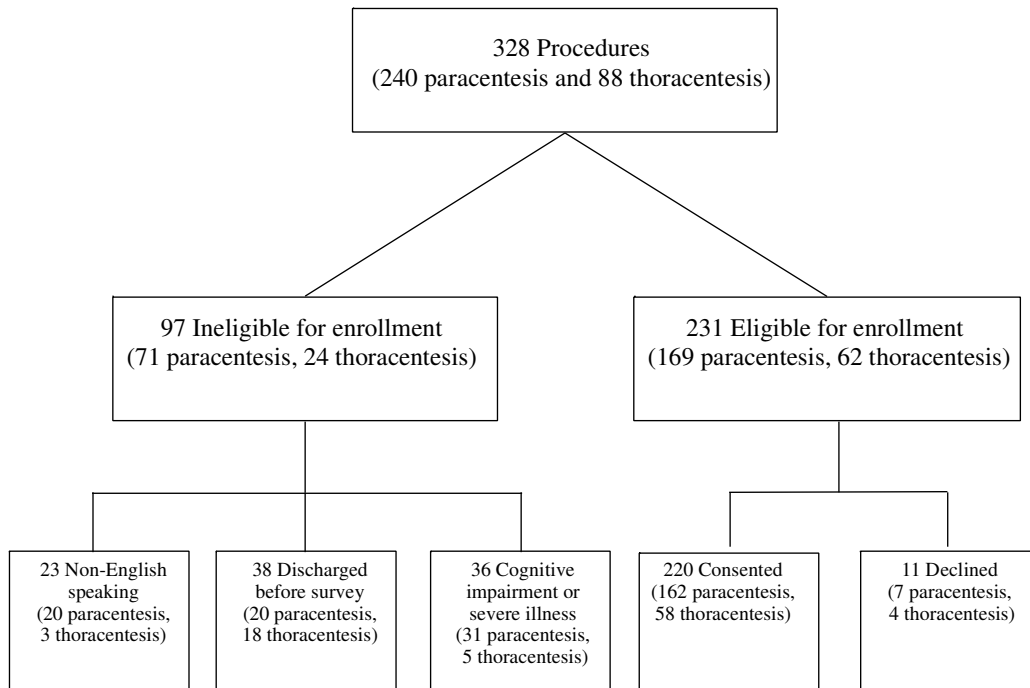 328 Procedures
(240 paracentesis and 88 thoracentesis)
97 Ineligible for enrollment
(71 paracentesis, 24 thoracentesis)
231 Eligible for enrollment
(169 paracentesis, 62 thoracentesis)
23 Non-English
speaking
(20 paracentesis,
3 thoracentesis)
38 Discharged
before survey
(20 paracentesis,
18 thoracentesis)
36 Cognitive
impairment or
severe illness
(31 paracentesis,
5 thoracentesis)
220 Consented
(162 paracentesis,
58 thoracentesis)
11 Declined
(7 paracentesis,
4 thoracentesis)